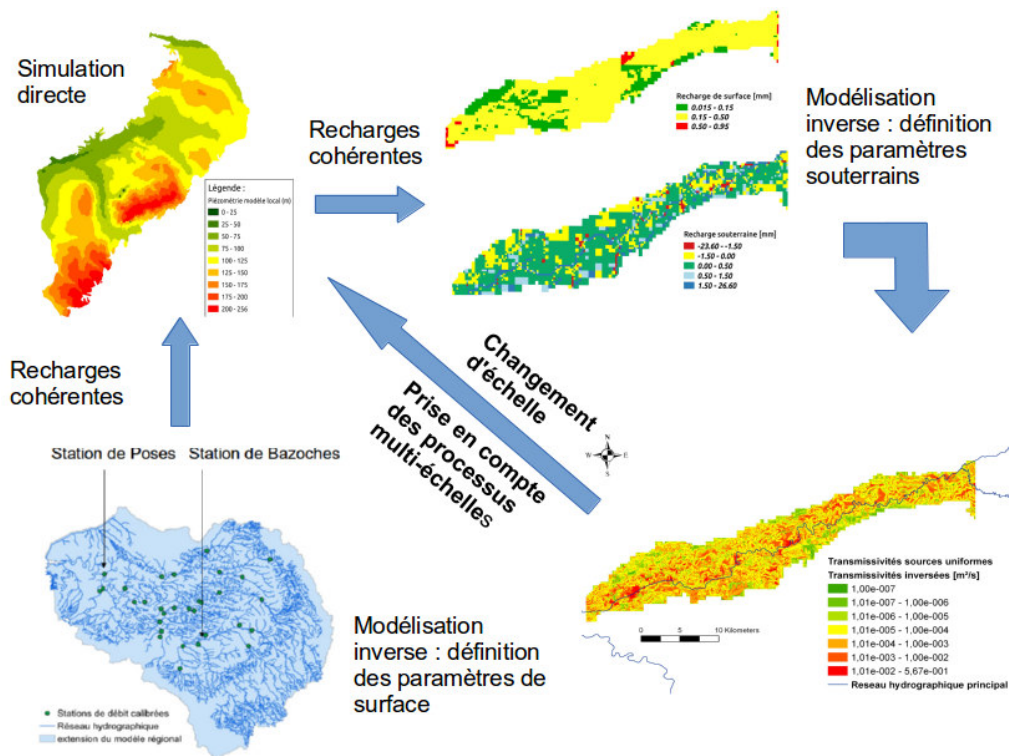 Simulation
directe
Légende :
Piézométrie modèle local (m)
0 - 25
25 - 50
50 - 75
75 - 100
100 - 125
125 - 150
150 - 175
175 - 200
200 - 256
Recharges
cohérentes
Recharge de surface [mm]
0.015 - 0.15
0.15 - 0.50
0.50 - 0.95
Recharge souterraine [mm]
-23.60 - -1.50
-1.50 - 0.00
0.00 - 0.50
0.50 - 1.50
1.50 - 26.60
Modélisation
inverse : définition
des paramètres
souterrains
Recharges
cohérentes
Changement
d'échelle
Prise en compte
des processus
multi-échelles
N
W E
S
Station de Poses Station de Bazoches
Stations de débit calibrées
Réseau hydrographique
extension du modèle régional
Modélisation
inverse : définition
des paramètres de
surface
0 5 10 Kilometers
Transmissivités sources uniformes
Transmissivités inversées [m²/s]
1,00e-007
1,01e-007 - 1,00e-006
1,01e-006 - 1,00e-005
1,01e-005 - 1,00e-004
1,01e-004 - 1,00e-003
1,01e-003 - 1,00e-002
1,01e-002 - 5,67e-001
Reseau hydrographique principal